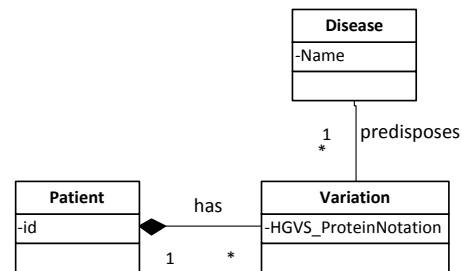 Disease
-Name
1
predisposes
*
Patient
-id
has
1
*
Variation
-HGVS_ProteinNotation